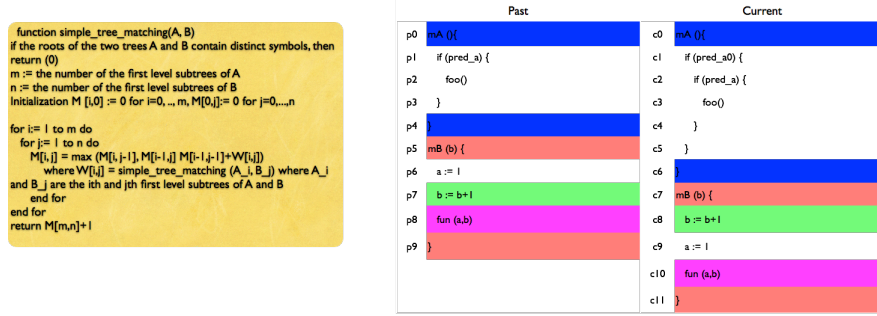 function simple_tree_matching(A, B)
if the roots of the two trees A and B contain distinct symbols, then
return (0)
m := the number of the first level subtrees of A
n := the number of the first level subtrees of B
Initialization M [i,0] := 0 for i=0, .., m, M[0,j]:= 0 for j=0,...,n
for i:= 1 to m do
for j:= 1 to n do
M[i, j] = max (M[i, j-1], M[i-1,j] M[i-1,j-1]+W[i,j])
where W[i,j] = simple_tree_matching (A_i, B_j) where A_i
and B_j are the ith and jth first level subtrees of A and B
end for
end for
return M[m,n]+1
Past
p0 mA (){
p1 if (pred_a) {
p2 foo()
p3 }
p4 }
p5 mB (b) {
p6 a := 1
p7 b := b+1
p8 fun (a,b)
p9 }
Current
c0 mA (){
c1 if (pred_a0) {
c2 if (pred_a) {
c3 foo()
c4 }
c5 }
c6 }
c7 mB (b) {
c8 b := b+1
c9 a := 1
c10 fun (a,b)
c11 }